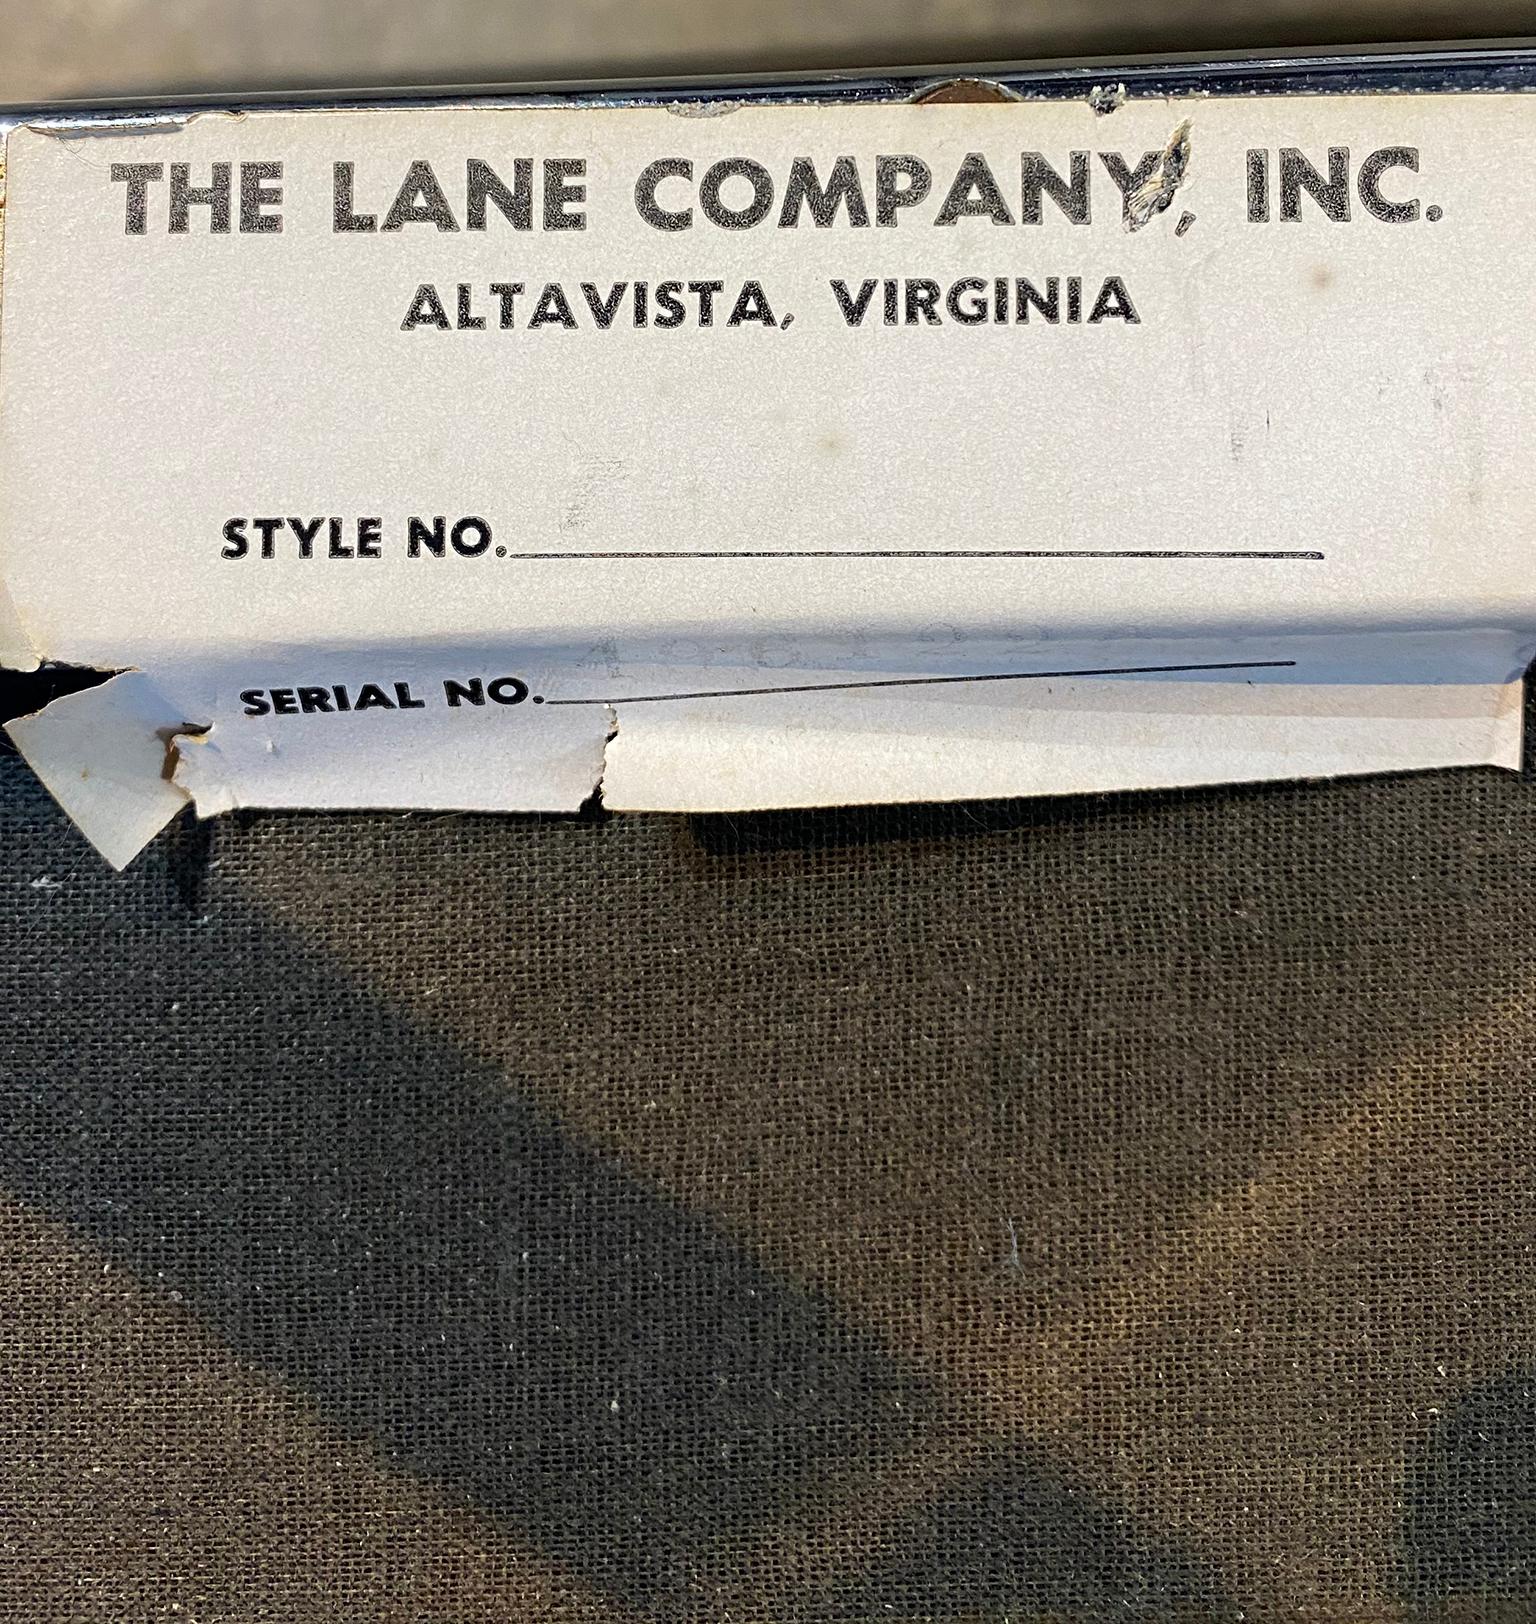 THE LANE COMPANY, INC.
ALTAVISTA, VIRGINIA
STYLE NO.
SERIAL NO.